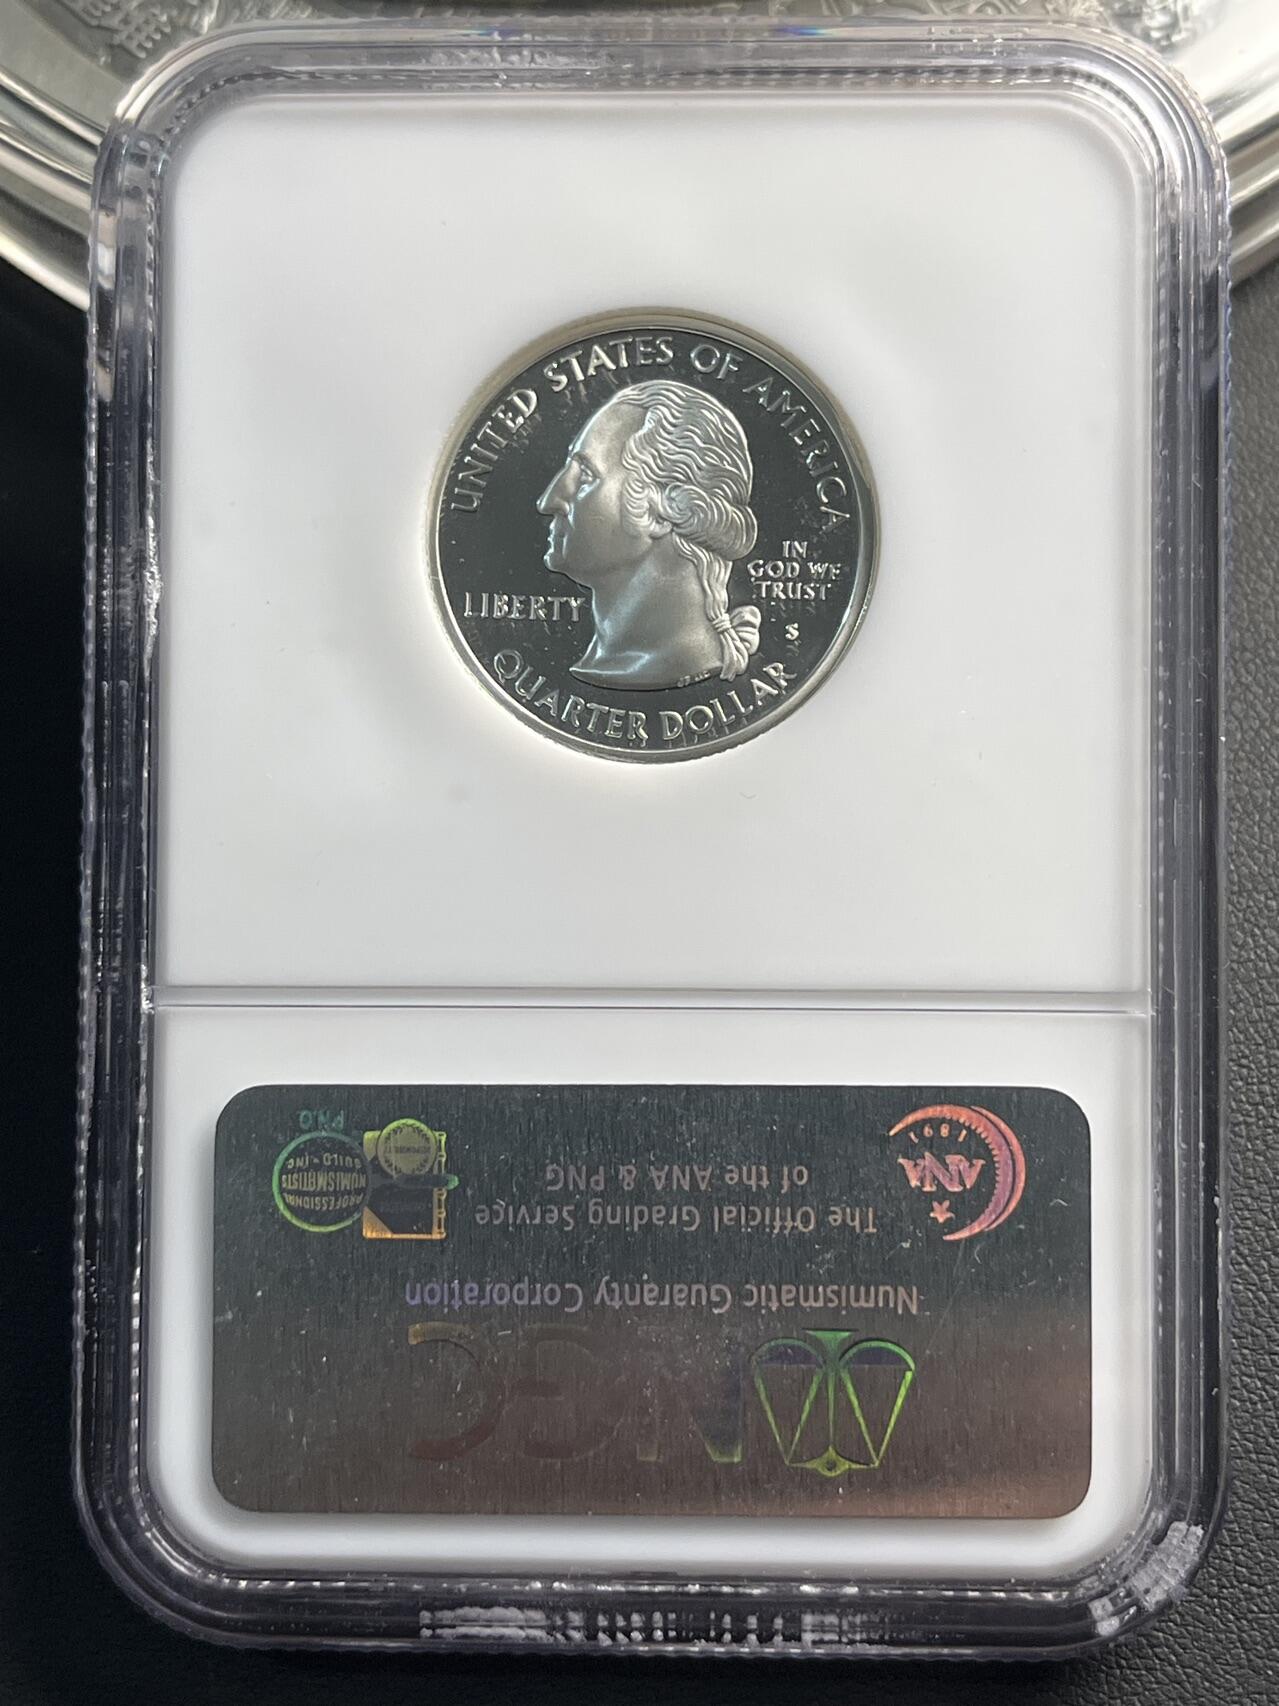 UNITED STATES OF AMERICA
IN
GOD WE
TRUST
LIBERTY
S
QUARTER DOLLAR
NGC
Numismatic Guaranty Corporation
The Official Grading Service
of the ANA & PNG
ANA
1891
PROFESSIONAL
NUMISMATISTS
GUILD • INC.
P.N.G.